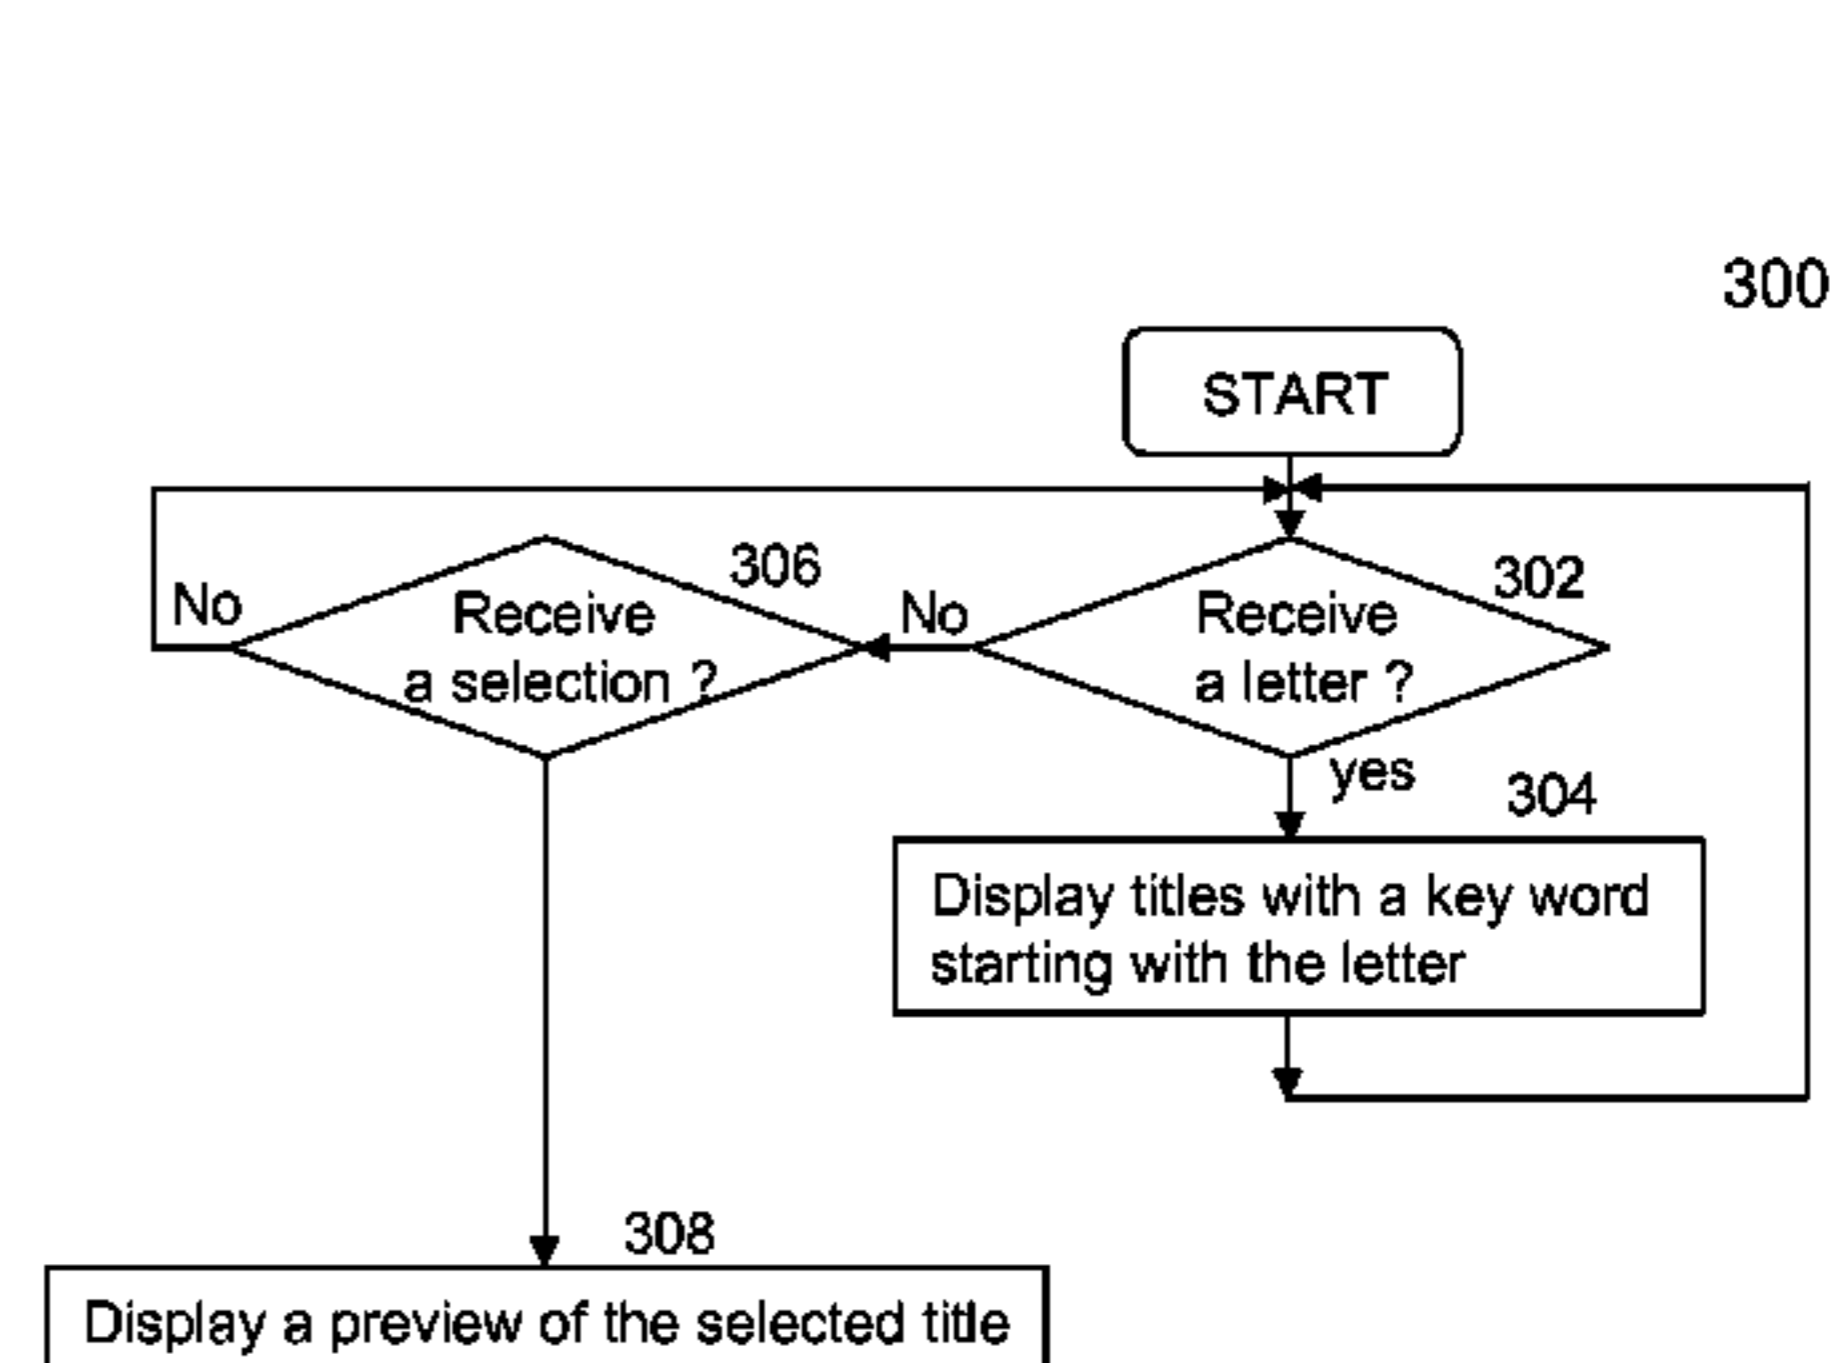 300
START
306
302
No
Receive
a selection ?
No
Receive
a letter ?
yes
304
Display titles with a key word
starting with the letter
308
Display a preview of the selected title